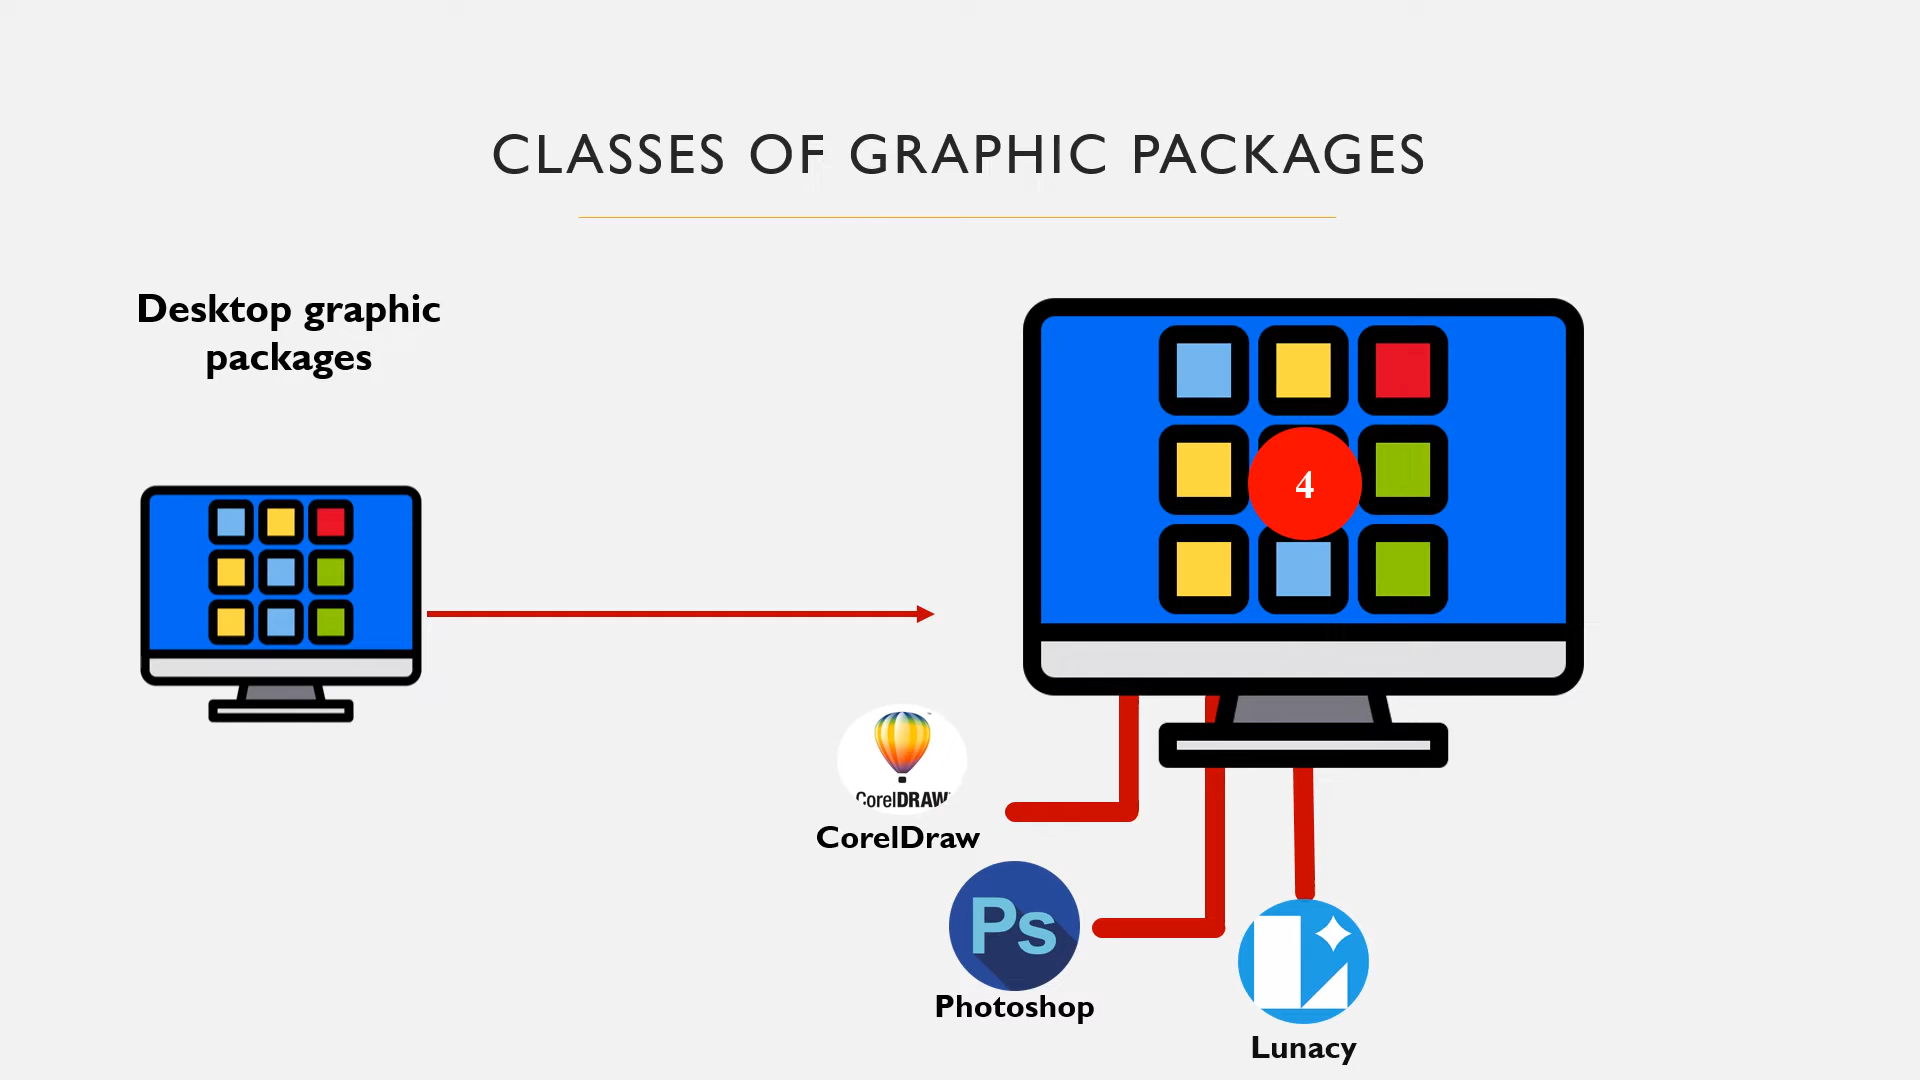 CLASSES OF GRAPHIC PACKAGES
Desktop graphic
packages
4
CorelDRAW
CorelDraw
Ps
Photoshop
Lunacy